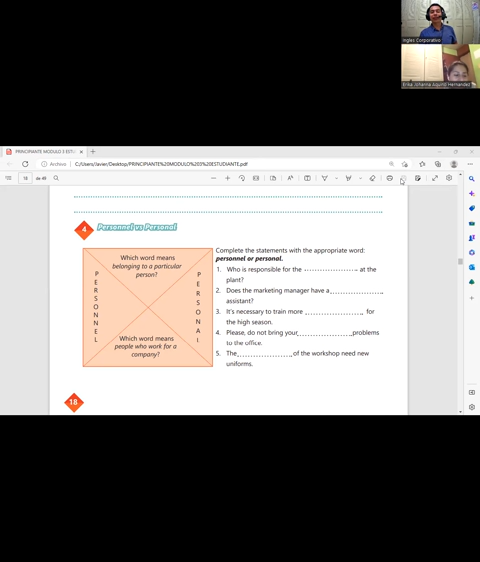 Ingles Corporativo
Erika Johanna Aquino Hernandez
PRINCIPIANTE MODULO 3 ESTU
Archivo | C:/Users/Javier/Desktop/PRINCIPIANTE%20MODULO%203%20ESTUDIANTE.pdf
18 de 49
4 Personnel vs Personal
Which word means
belonging to a particular
person?
PERSONNEL
PERSONAL
Which word means
people who work for a
company?
Complete the statements with the appropriate word:
personnel or personal.
1. Who is responsible for the ..................... at the
plant?
2. Does the marketing manager have a.....................
assistant?
3. It's necessary to train more ..................... for
the high season.
4. Please, do not bring your.....................problems
to the office.
5. The.....................of the workshop need new
uniforms.
18